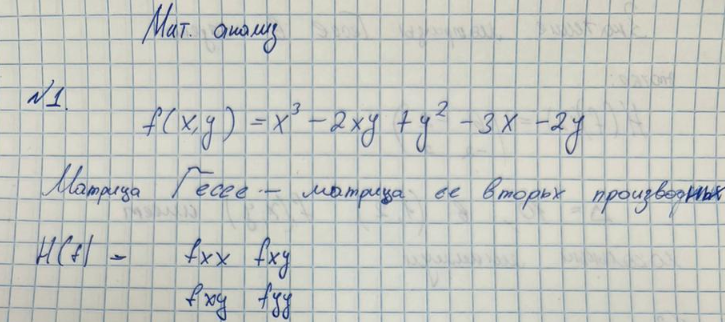 Мат. анализ
№1.
f(x,y) = x³ - 2xy + y² - 3x - 2y
Матрица Гессе - матрица ее вторых производных
H(f) = fxx fxy
fxy fyy